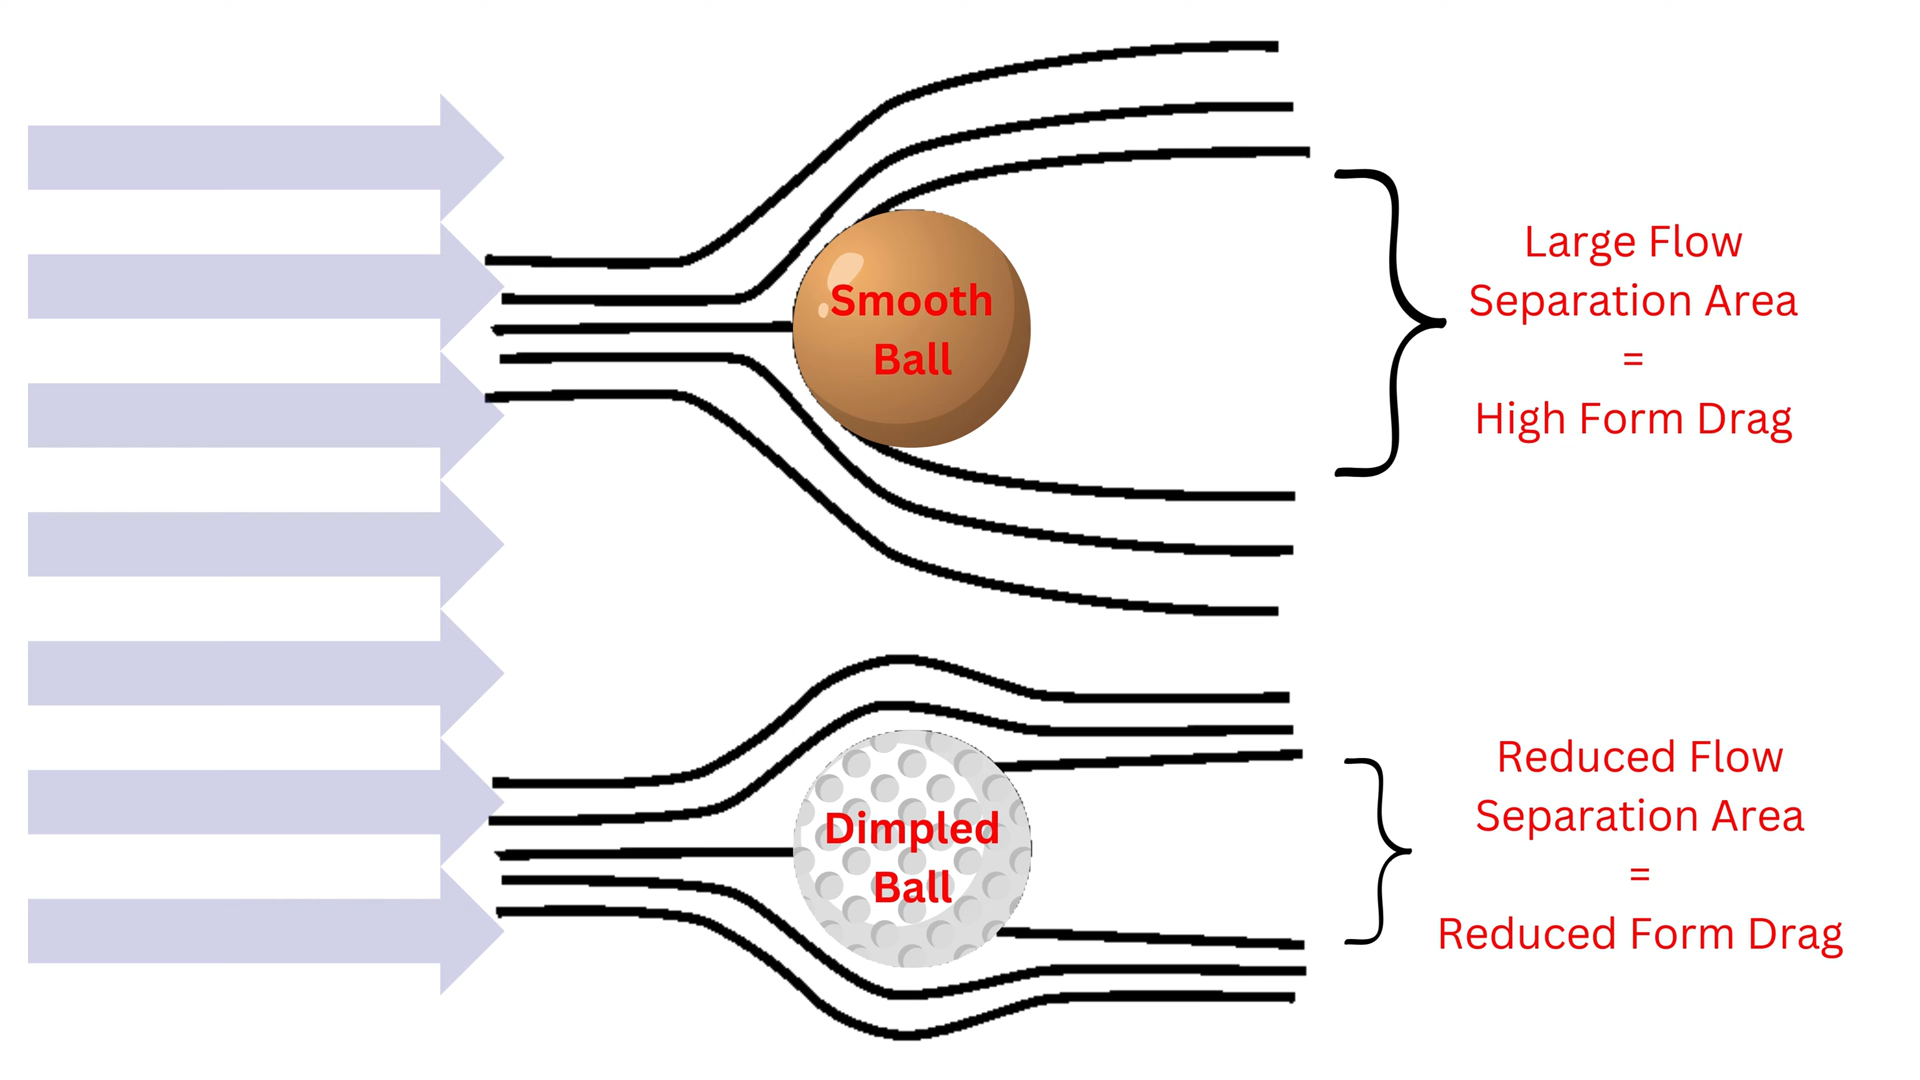 Smooth
Ball
Large Flow
Separation Area
=
High Form Drag
Dimpled
Ball
Reduced Flow
Separation Area
=
Reduced Form Drag